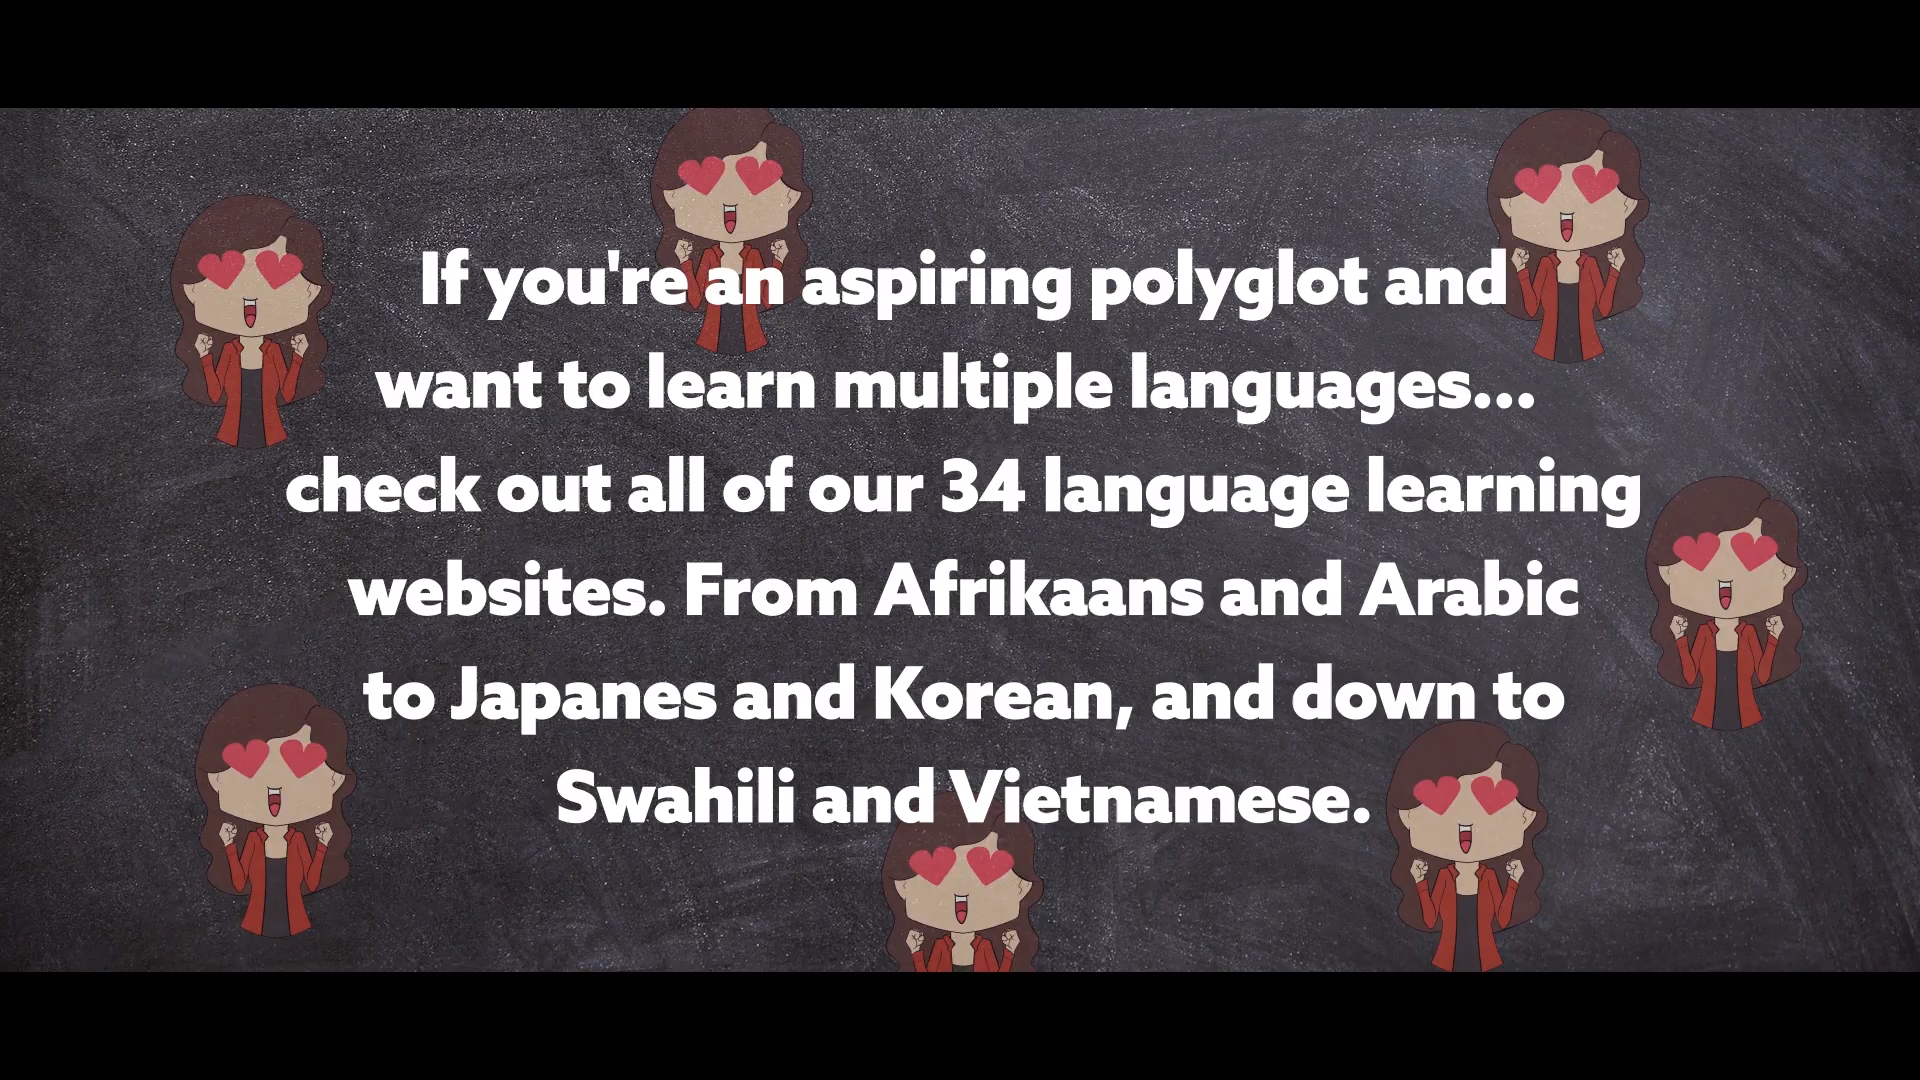 If you're an aspiring polyglot and
want to learn multiple languages...
check out all of our 34 language learning
websites. From Afrikaans and Arabic
to Japanes and Korean, and down to
Swahili and Vietnamese.